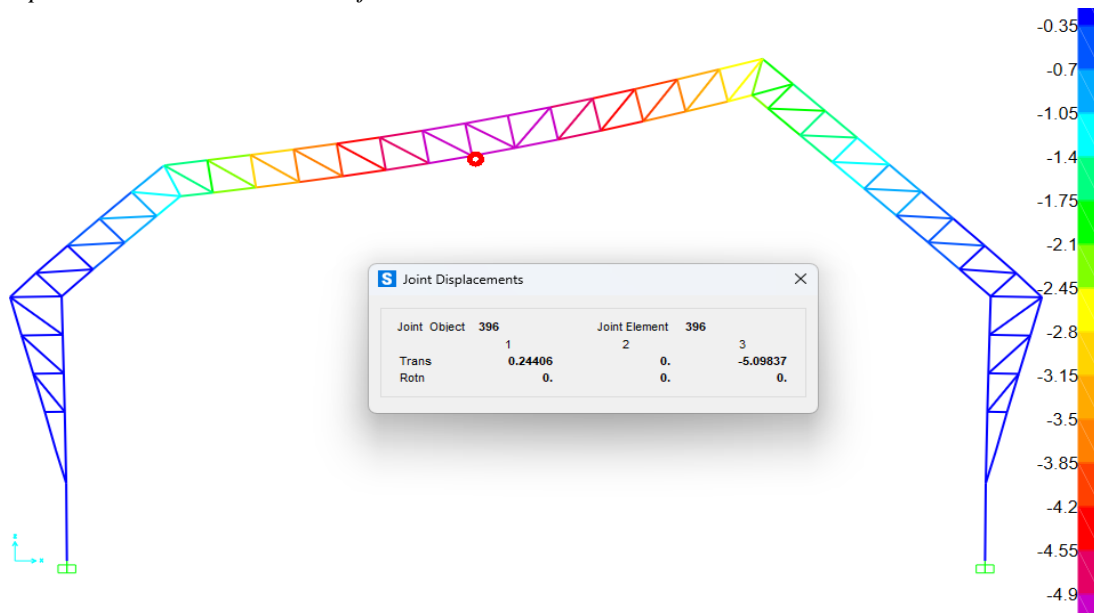 -0.35
-0.7
-1.05
-1.4
-1.75
-2.1
-2.45
-2.8
-3.15
-3.5
-3.85
-4.2
-4.55
-4.9
S Joint Displacements
Joint Object 396 Joint Element 396
1 2 3
Trans 0.24406 0. -5.09837
Rotn 0. 0. 0.